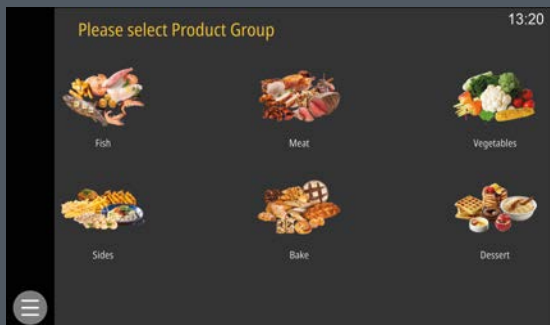 Please select Product Group
13:20
Fish
Meat
Vegetables
Sides
Bake
Dessert